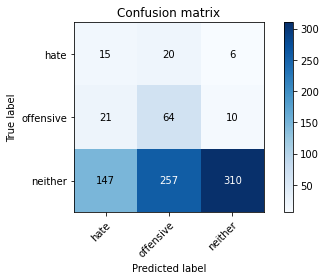 Confusion matrix
hate 15 20 6
offensive 21 64 10
neither 147 257 310
hate offensive neither
True label
Predicted label
300
250
200
150
100
50